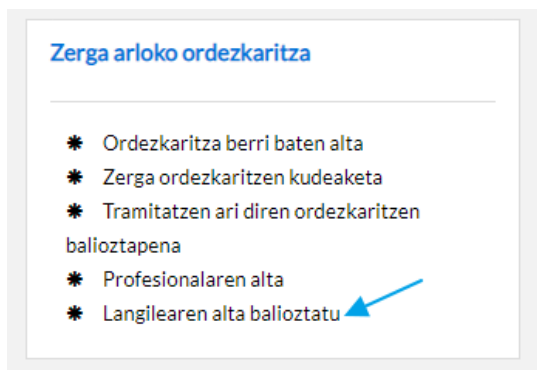 Zerga arloko ordezkaritza
⁕ Ordezkaritza berri baten alta
⁕ Zerga ordezkaritzen kudeaketa
⁕ Tramitatzen ari diren ordezkaritzen
balioztapena
⁕ Profesionalaren alta
⁕ Langilearen alta balioztatu